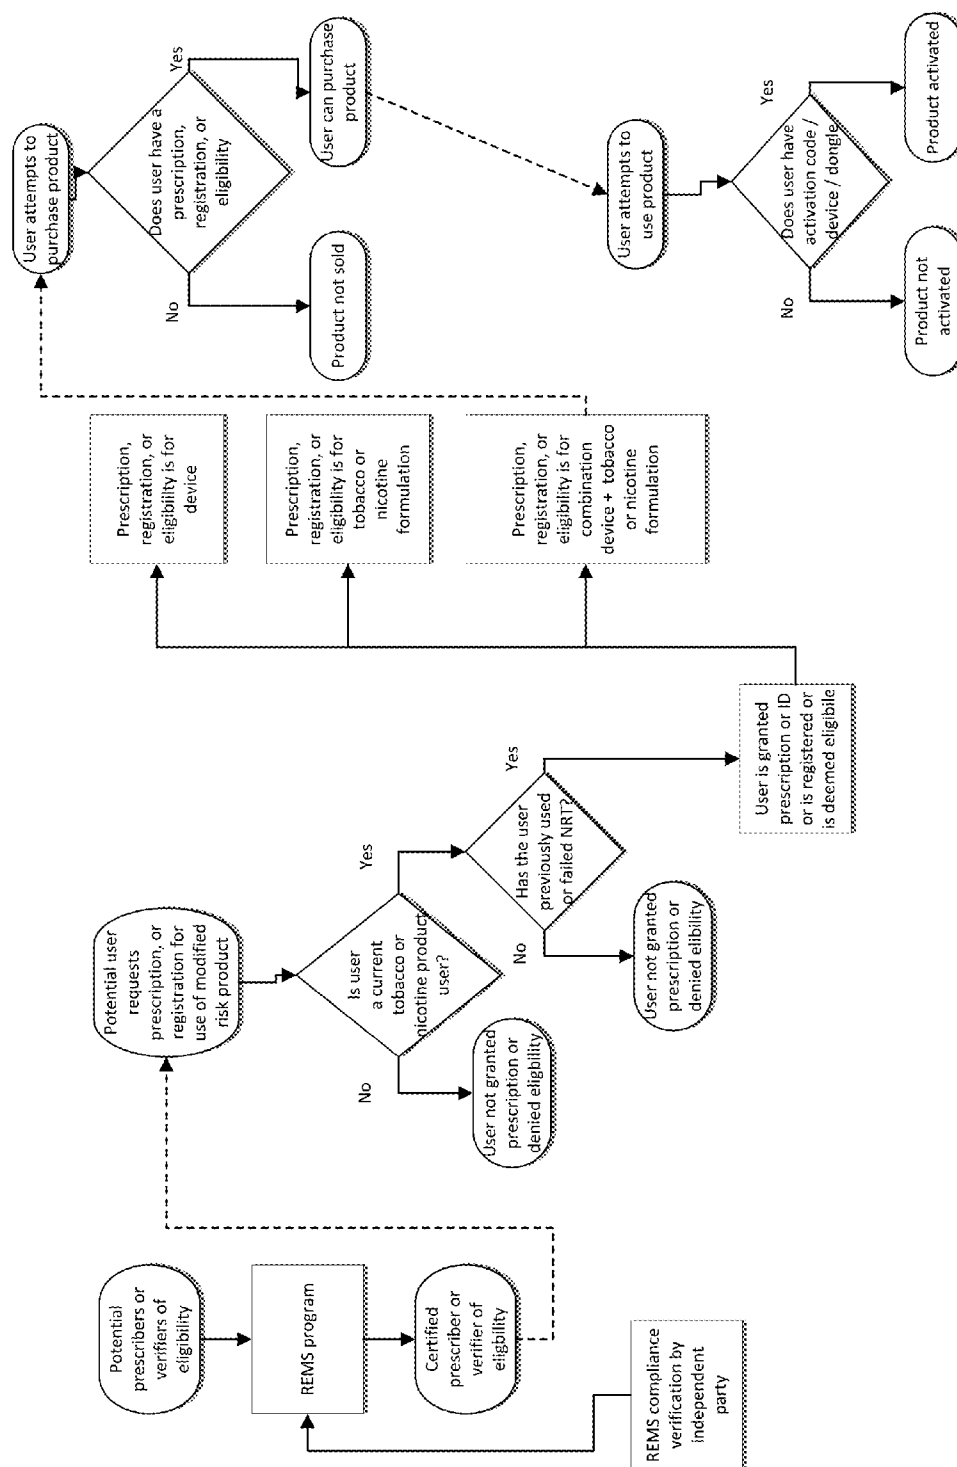 Potential
prescribers or
verifiers of
eligibility
REMS program
Certified
prescriber or
verifier of
eligbility
REMS compliance
verification by
independent
party
Potential user
requests
prescription, or
registration for
use of modified
risk product
Is user
a current
tobacco or
nicotine product
user?
No
Yes
User not granted
prescription or
denied eligbility
Has the user
previously used
or failed NRT?
No
Yes
User not granted
prescription or
denied elibility
User is granted
prescription or ID
or is registered or
is deemed eligibile
Prescription,
registration, or
eligibility is for
device
Prescription,
registration, or
eligibility is for
tobacco or
nicotine
formulation
Prescription,
registration, or
eligibility is for
combination
device + tobacco
or nicotine
formulation
User attempts to
purchase product
Does user have a
prescription,
registration, or
eligibility
No
Yes
Product not sold
User can purchase
product
User attempts to
use product
Does user have
activation code /
device / dongle
No
Yes
Product not
activated
Product activated